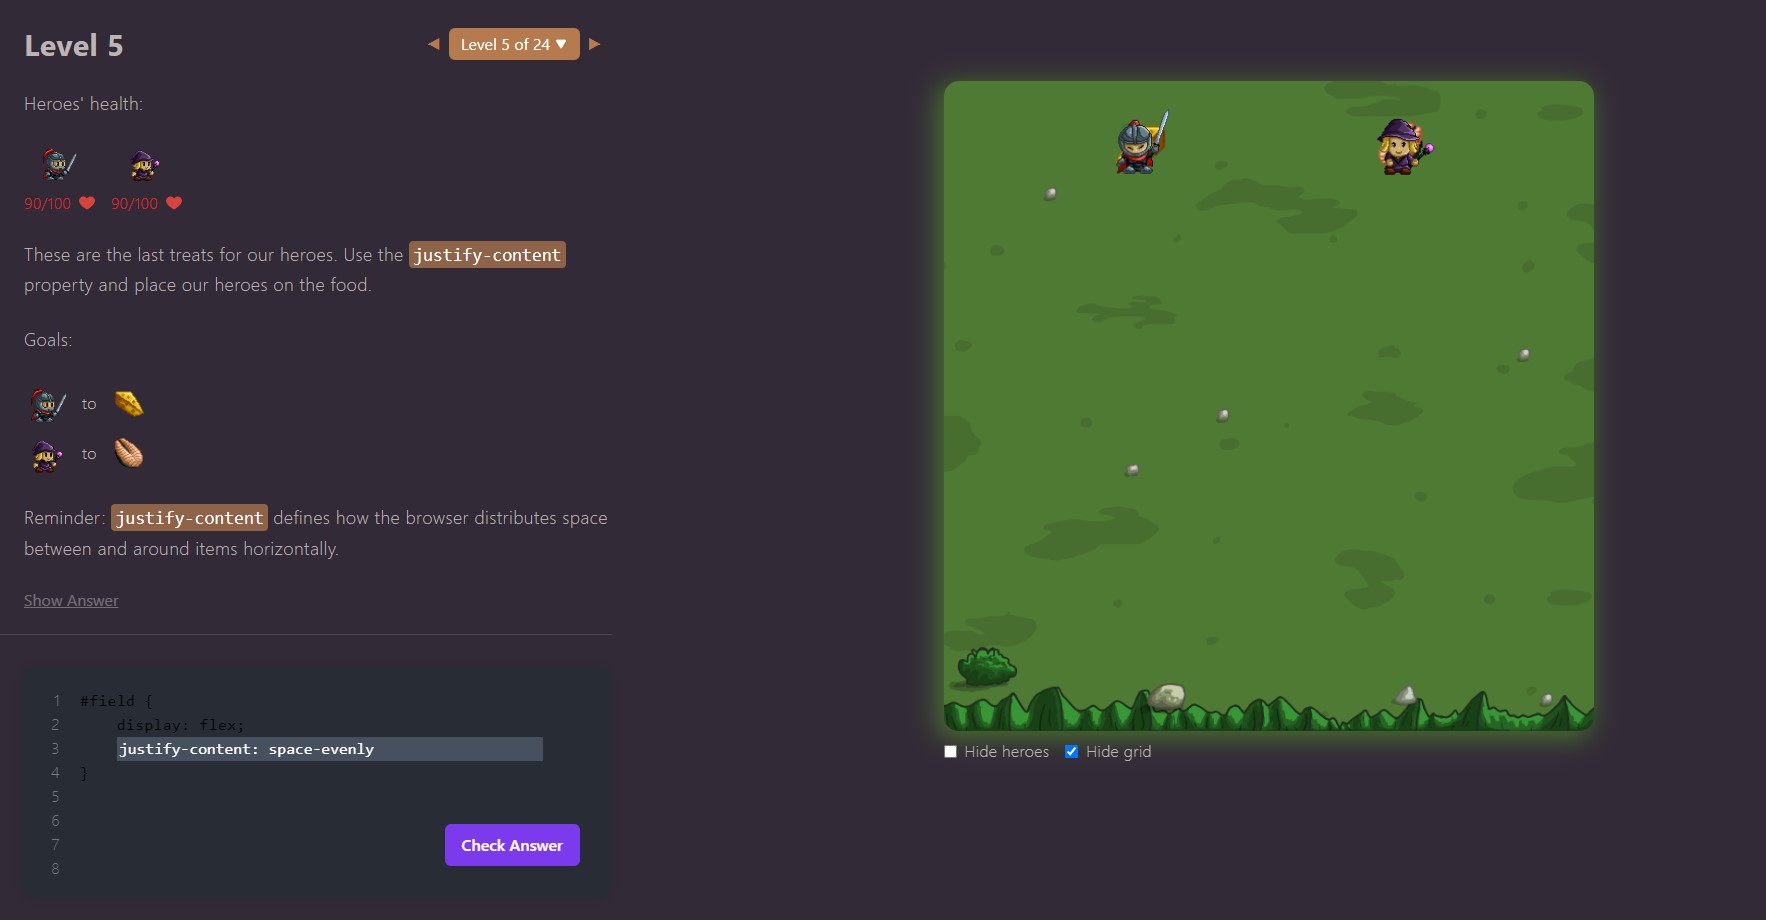 Level 5
◀ Level 5 of 24 ▼ ▶
Heroes' health:
90/100 ❤ 90/100 ❤
These are the last treats for our heroes. Use the justify-content
property and place our heroes on the food.
Goals:
to
to
Reminder: justify-content defines how the browser distributes space
between and around items horizontally.
Show Answer
1 #field {
2 display: flex;
3 justify-content: space-evenly
4 }
5
6
7
8
Check Answer
Hide heroes Hide grid